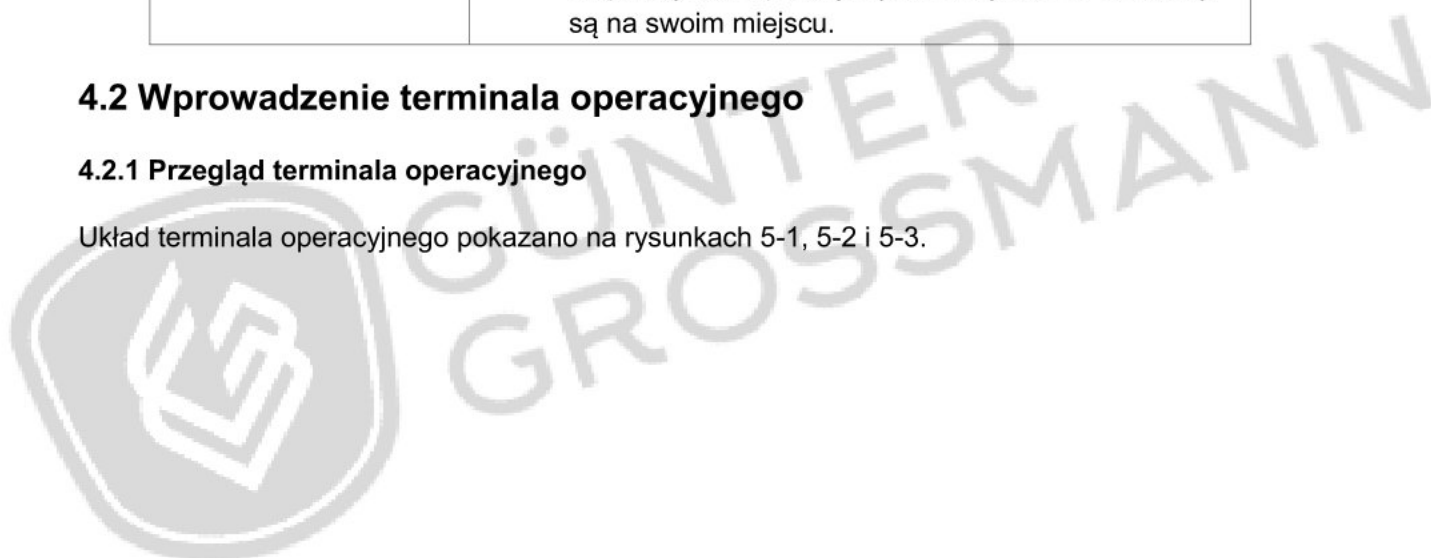 są na swoim miejscu.
4.2 Wprowadzenie terminala operacyjnego
4.2.1 Przegląd terminala operacyjnego
Układ terminala operacyjnego pokazano na rysunkach 5-1, 5-2 i 5-3.
GÜNTER
GROSSMANN